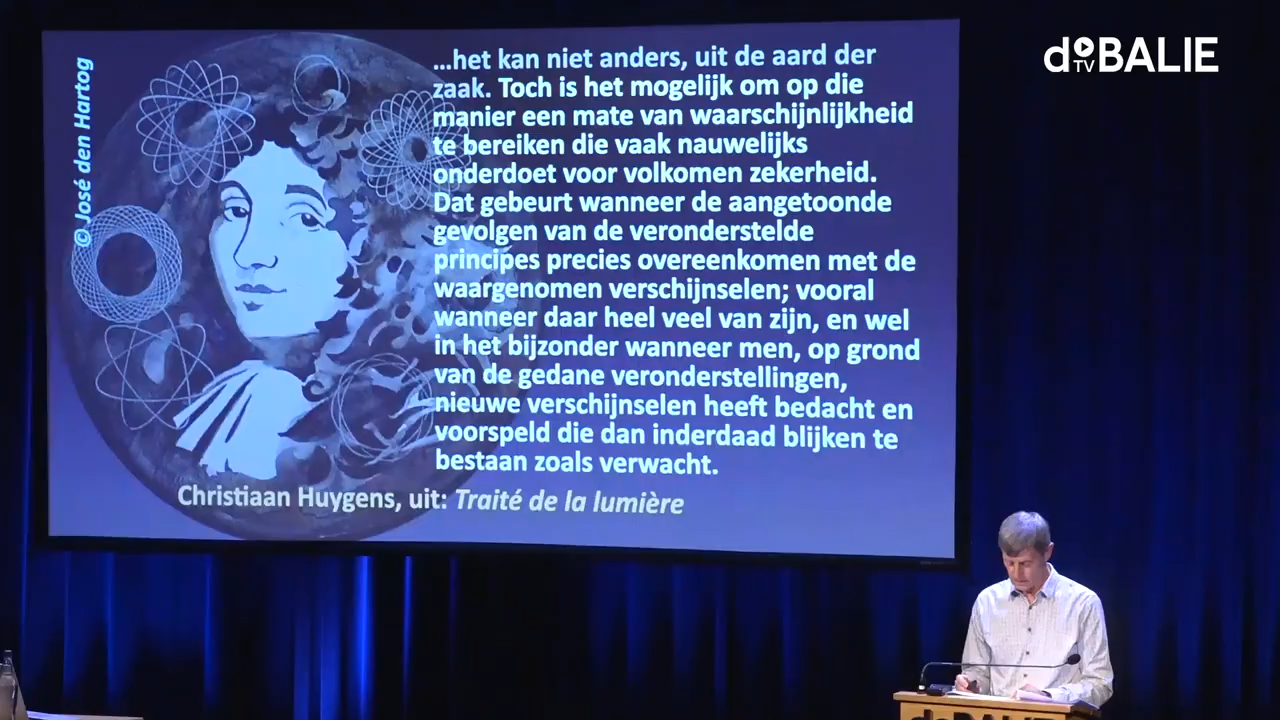 © José den Hartog
...het kan niet anders, uit de aard der
zaak. Toch is het mogelijk om op die
manier een mate van waarschijnlijkheid
te bereiken die vaak nauwelijks
onderdoet voor volkomen zekerheid.
Dat gebeurt wanneer de aangetoonde
gevolgen van de veronderstelde
principes precies overeenkomen met de
waargenomen verschijnselen; vooral
wanneer daar heel veel van zijn, en wel
in het bijzonder wanneer men, op grond
van de gedane veronderstellingen,
nieuwe verschijnselen heeft bedacht en
voorspeld die dan inderdaad blijken te
bestaan zoals verwacht.
Christiaan Huygens, uit: Traité de la lumière
de BALIE
TV
deBALIE